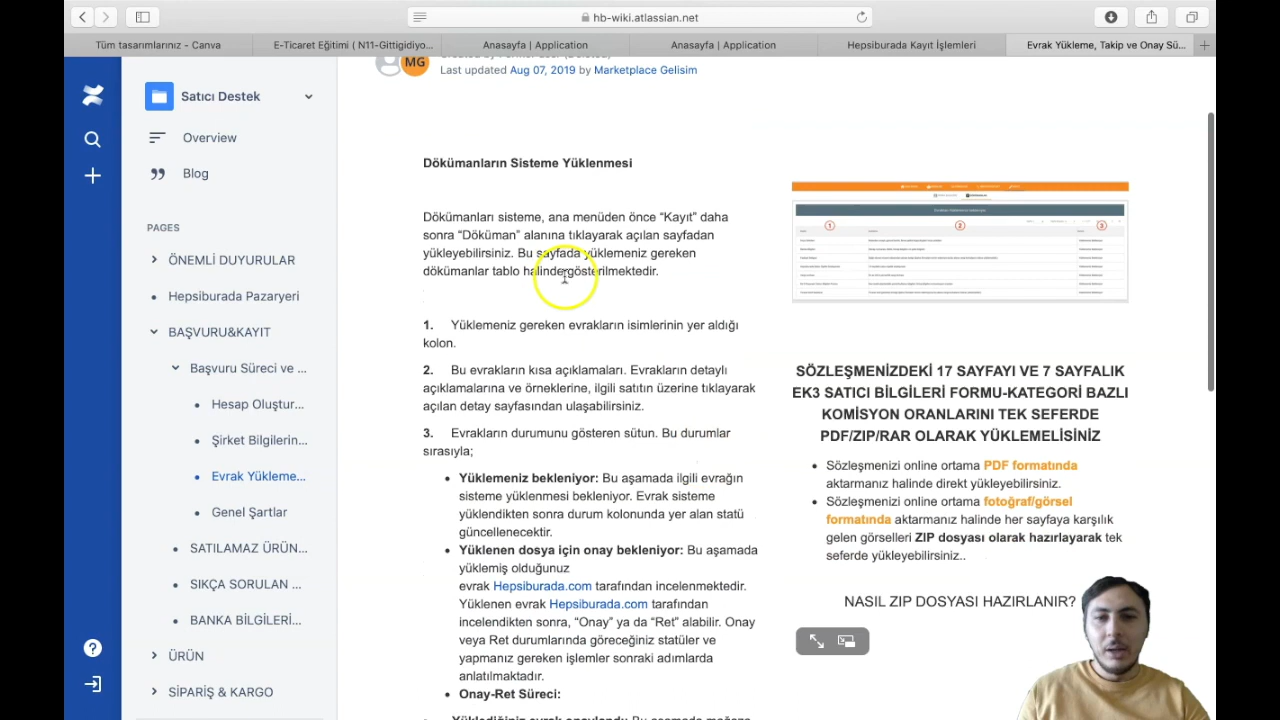 hb-wiki.atlassian.net
Tüm tasarımlarınız - Canva
E-Ticaret Eğitimi ( N11-Gittigidiyo...
Anasayfa | Application
Anasayfa | Application
Hepsiburada Kayıt İşlemleri
Evrak Yükleme, Takip ve Onay Sü...
Satıcı Destek
Overview
Blog
PAGES
ÖNEMLİ DUYURULAR
Hepsiburada Pazaryeri
BAŞVURU&KAYIT
Başvuru Süreci ve ...
Hesap Oluştur...
Şirket Bilgilerin...
Evrak Yükleme...
Genel Şartlar
SATILAMAZ ÜRÜN...
SIKÇA SORULAN ...
BANKA BİLGİLERİ...
ÜRÜN
SİPARİŞ & KARGO
MG
Last updated Aug 07, 2019 by Marketplace Gelisim
Dökümanların Sisteme Yüklenmesi
Dökümanları sisteme, ana menüden önce “Kayıt” daha
sonra “Döküman” alanına tıklayarak açılan sayfadan
yükleyebilirsiniz. Bu sayfada yüklemeniz gereken
dökümanlar tablo halinde gösterilmektedir.
1. Yüklemeniz gereken evrakların isimlerinin yer aldığı
kolon.
2. Bu evrakların kısa açıklamaları. Evrakların detaylı
açıklamalarına ve örneklerine, ilgili satıtın üzerine tıklayarak
açılan detay sayfasından ulaşabilirsiniz.
3. Evrakların durumunu gösteren sütun. Bu durumlar
sırasıyla;
• Yüklemeniz bekleniyor: Bu aşamada ilgili evrağın
sisteme yüklenmesi bekleniyor. Evrak sisteme
yüklendikten sonra durum kolonunda yer alan statü
güncellenecektir.
• Yüklenen dosya için onay bekleniyor: Bu aşamada
yüklemiş olduğunuz
evrak Hepsiburada.com tarafından incelenmektedir.
Yüklenen evrak Hepsiburada.com tarafından
incelendikten sonra, “Onay” ya da “Ret” alabilir. Onay
veya Ret durumlarında göreceğiniz statüler ve
yapmanız gereken işlemler sonraki adımlarda
anlatılmaktadır.
• Onay-Ret Süreci:
1
2
3
SÖZLEŞMENİZDEKİ 17 SAYFAYI VE 7 SAYFALIK
EK3 SATICI BİLGİLERİ FORMU-KATEGORİ BAZLI
KOMİSYON ORANLARINI TEK SEFERDE
PDF/ZIP/RAR OLARAK YÜKLEMELİSİNİZ
• Sözleşmenizi online ortama PDF formatında
aktarmanız halinde direkt yükleyebilirsiniz.
• Sözleşmenizi online ortama fotoğraf/görsel
formatında aktarmanız halinde her sayfaya karşılık
gelen görselleri ZIP dosyası olarak hazırlayarak tek
seferde yükleyebilirsiniz..
NASIL ZIP DOSYASI HAZIRLANIR?